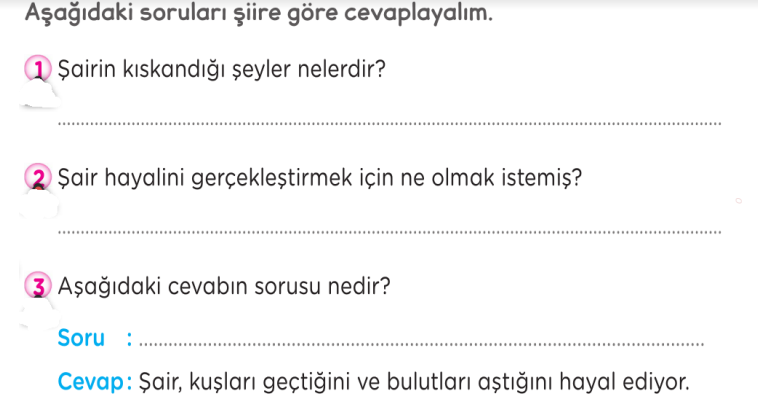 Aşağıdaki soruları şiire göre cevaplayalım.
1 Şairin kıskandığı şeyler nelerdir?
2 Şair hayalini gerçekleştirmek için ne olmak istemiş?
3 Aşağıdaki cevabın sorusu nedir?
Soru :
Cevap: Şair, kuşları geçtiğini ve bulutları aştığını hayal ediyor.